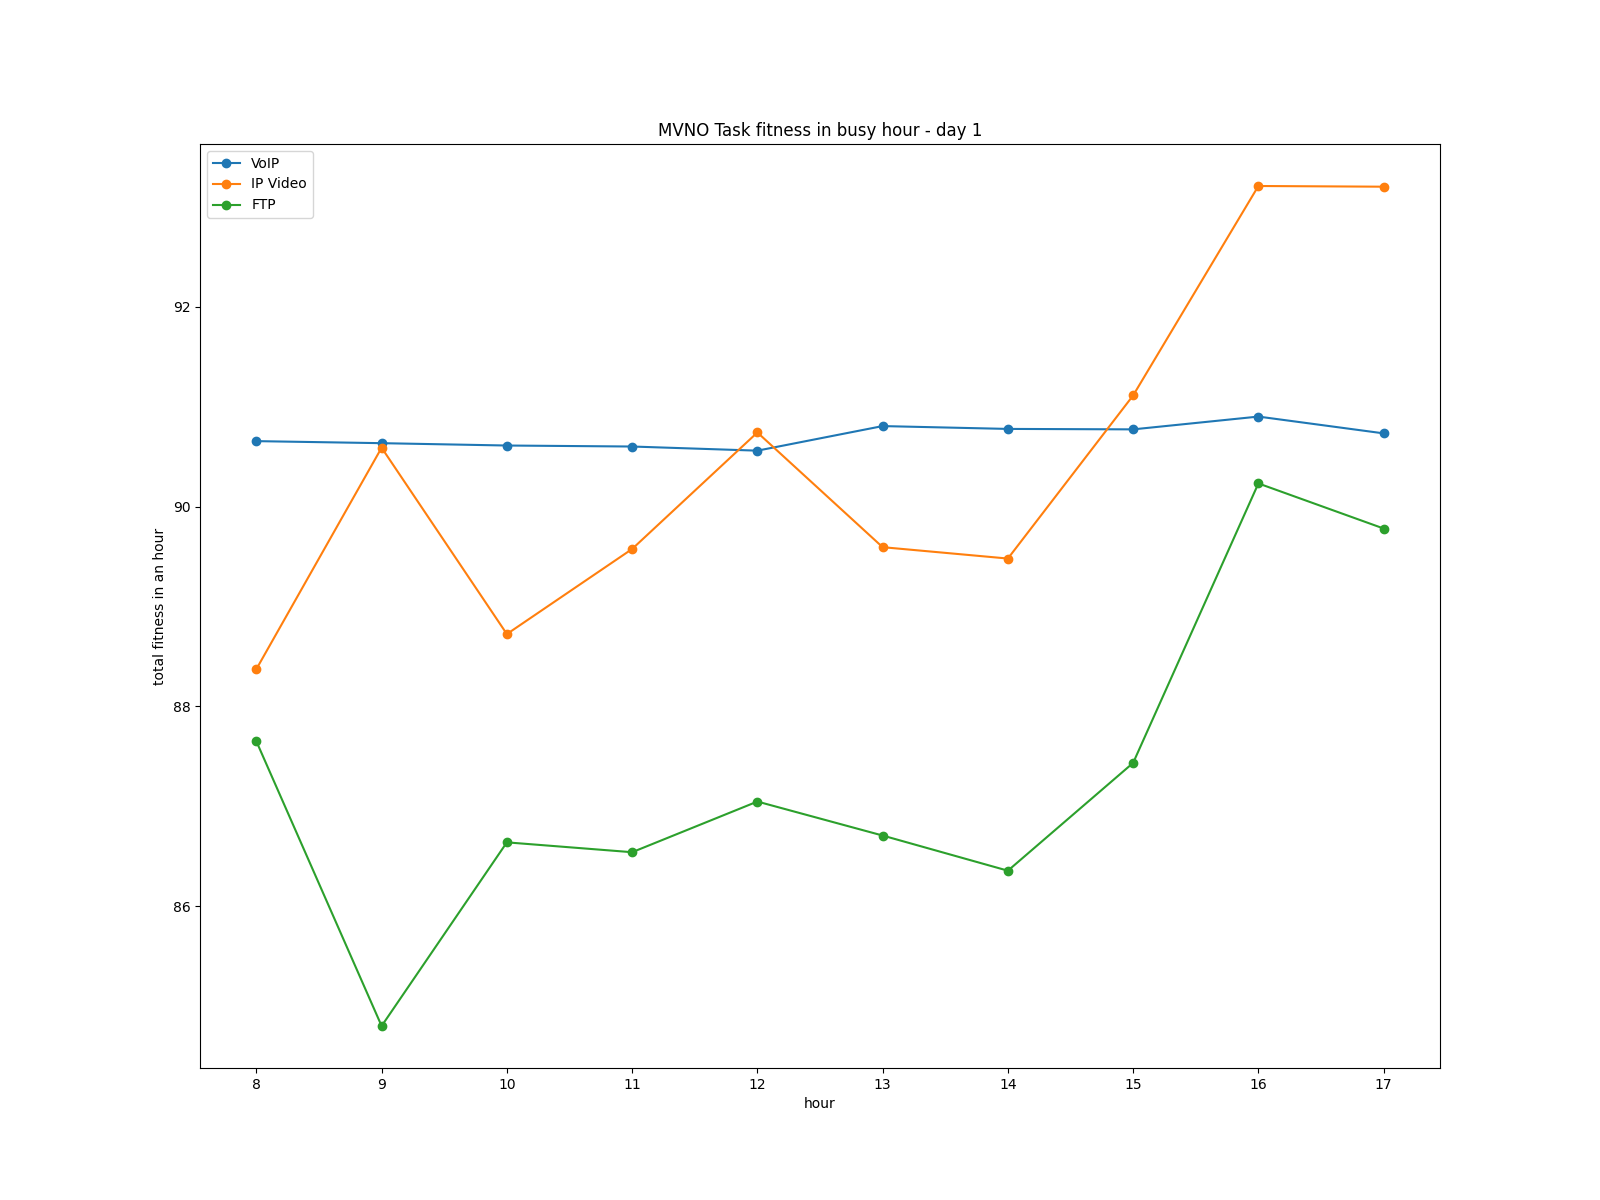 MVNO Task fitness in busy hour - day 1
VoIP
IP Video
FTP
92
90
88
86
total fitness in an hour
8 9 10 11 12 13 14 15 16 17
hour